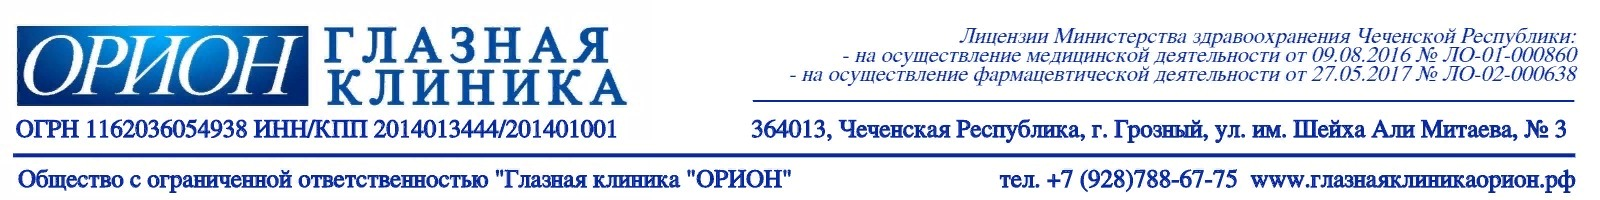 ОРИОН ГЛАЗНАЯ
КЛИНИКА
Лицензии Министерства здравоохранения Чеченской Республики:
- на осуществление медицинской деятельности от 09.08.2016 № ЛО-01-000860
- на осуществление фармацевтической деятельности от 27.05.2017 № ЛО-02-000638
ОГРН 1162036054938 ИНН/КПП 2014013444/201401001
364013, Чеченская Республика, г. Грозный, ул. им. Шейха Али Митаева, № 3
Общество с ограниченной ответственностью "Глазная клиника "ОРИОН"
тел. +7 (928)788-67-75 www.глазнаяклиникаорион.рф